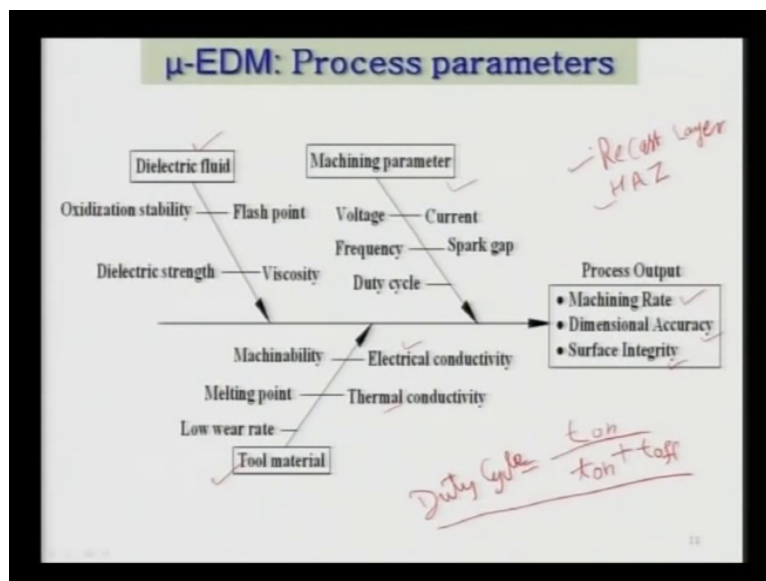 μ-EDM: Process parameters
Dielectric fluid
Machining parameter
Recast Layer
HAZ
Oxidization stability
Flash point
Voltage
Current
Frequency
Spark gap
Dielectric strength
Viscosity
Duty cycle
Process Output
• Machining Rate
• Dimensional Accuracy
• Surface Integrity
Machinability
Electrical conductivity
Melting point
Thermal conductivity
Low wear rate
Tool material
Duty Cycle = ton / ton + toff
11